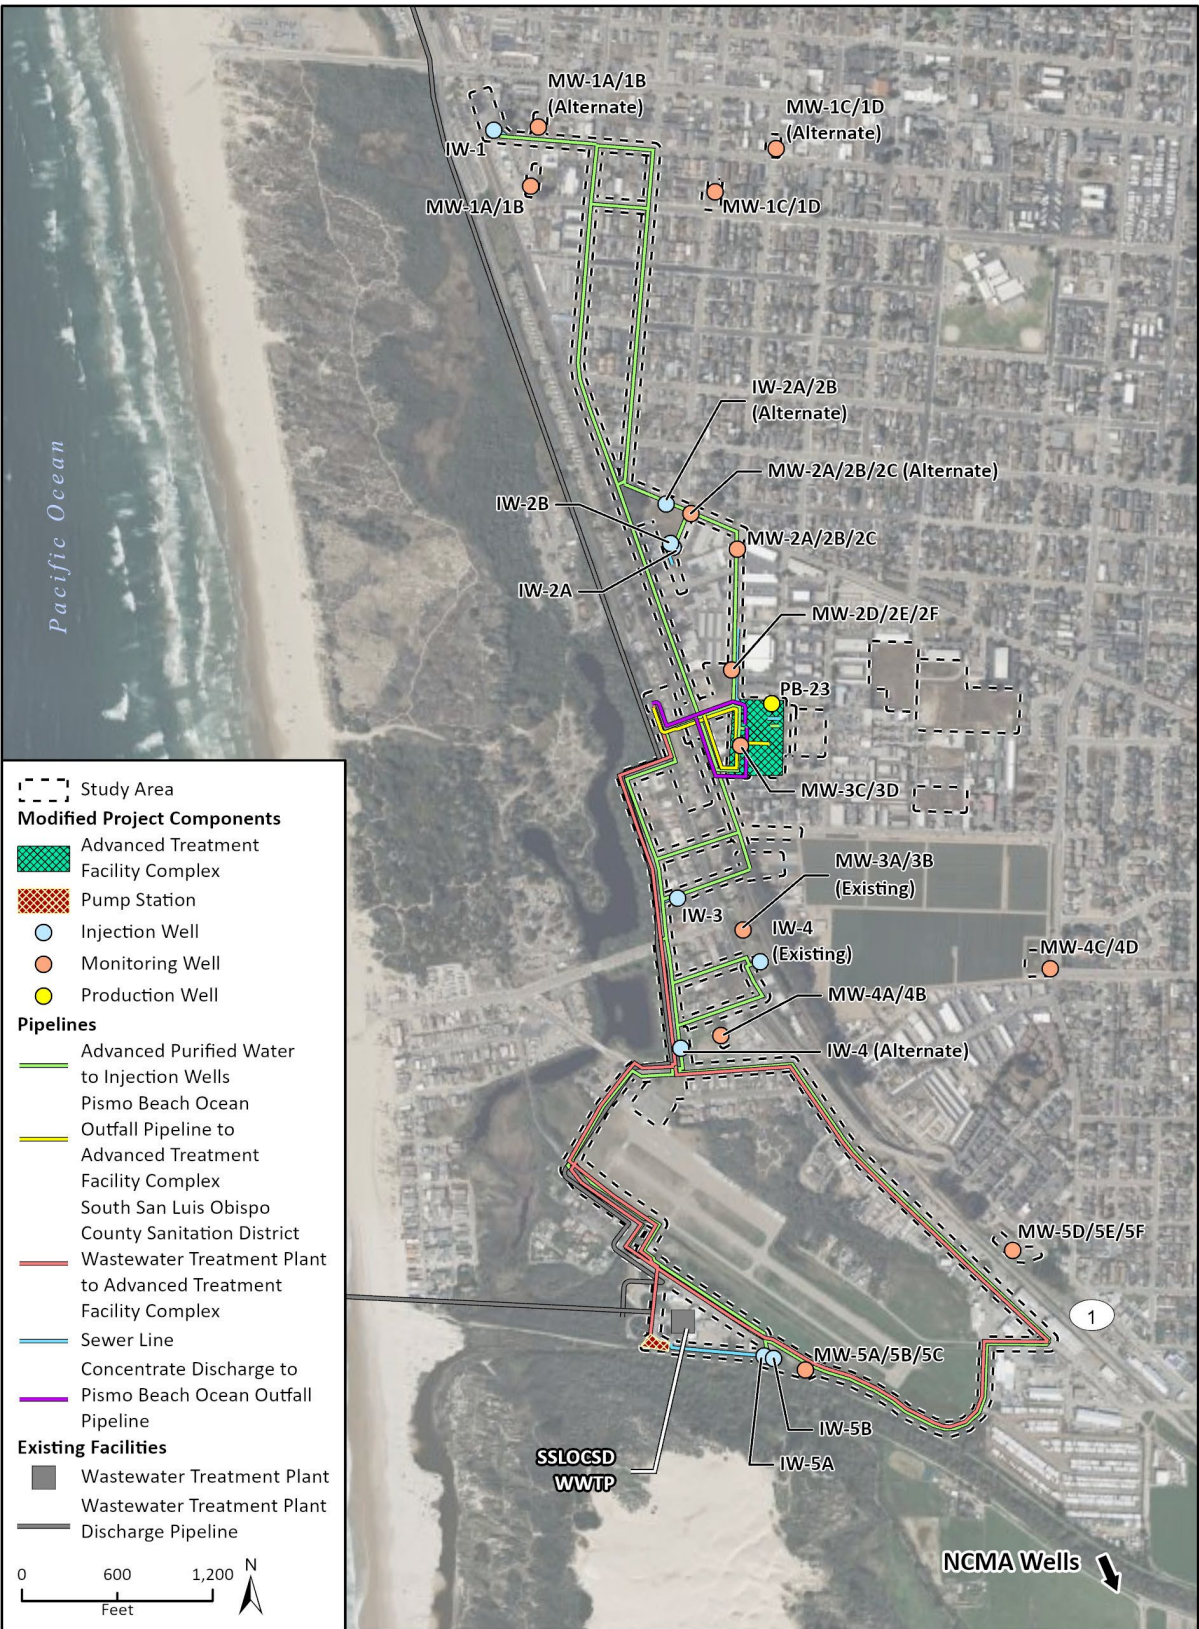 MW-1A/1B
(Alternate)
MW-1C/1D
(Alternate)
IW-1
MW-1A/1B
MW-1C/1D
IW-2A/2B
(Alternate)
MW-2A/2B/2C (Alternate)
IW-2B
MW-2A/2B/2C
IW-2A
MW-2D/2E/2F
PB-23
MW-3C/3D
MW-3A/3B
(Existing)
IW-3
IW-4
(Existing)
MW-4C/4D
MW-4A/4B
IW-4 (Alternate)
MW-5D/5E/5F
1
MW-5A/5B/5C
IW-5B
IW-5A
SSLOCSD
WWTP
NCMA Wells
Pacific Ocean
Study Area
Modified Project Components
Advanced Treatment
Facility Complex
Pump Station
Injection Well
Monitoring Well
Production Well
Pipelines
Advanced Purified Water
to Injection Wells
Pismo Beach Ocean
Outfall Pipeline to
Advanced Treatment
Facility Complex
South San Luis Obispo
County Sanitation District
Wastewater Treatment Plant
to Advanced Treatment
Facility Complex
Sewer Line
Concentrate Discharge to
Pismo Beach Ocean Outfall
Pipeline
Existing Facilities
Wastewater Treatment Plant
Wastewater Treatment Plant
Discharge Pipeline
0 600 1,200
Feet
N